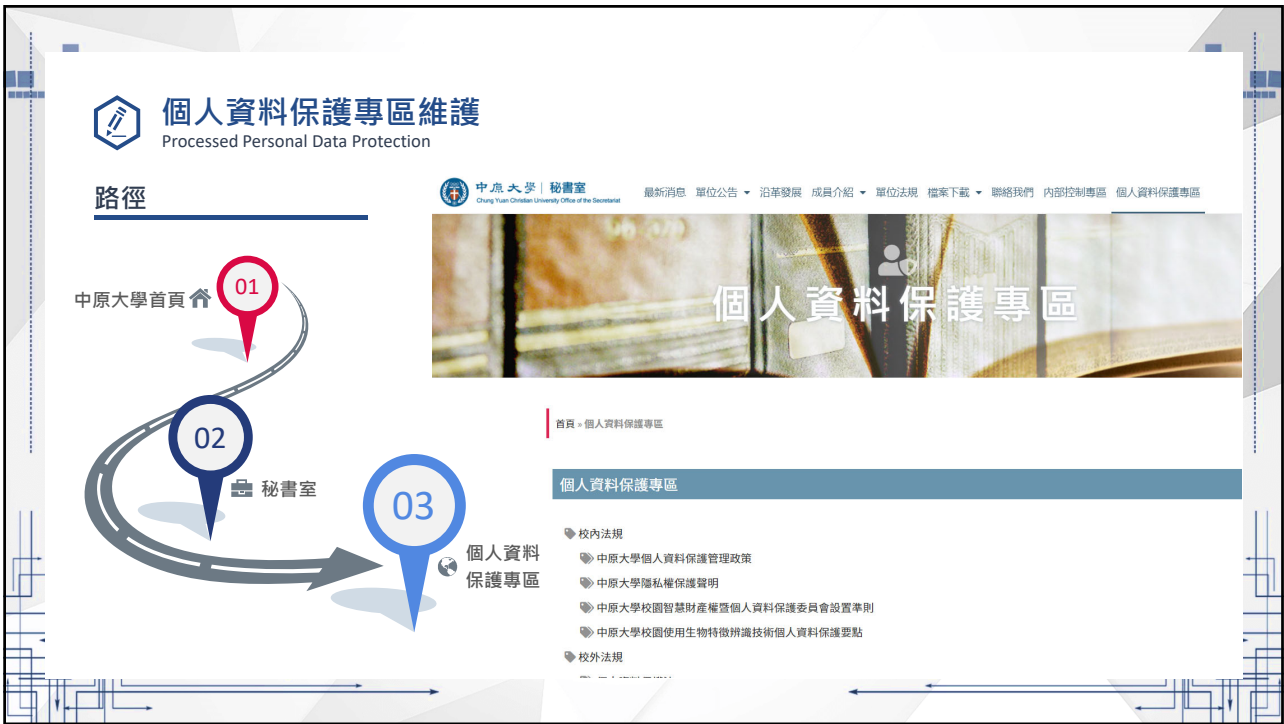 個人資料保護專區維護
Processed Personal Data Protection
路徑
中原大學首頁
01
02
秘書室
03
個人資料
保護專區
中原大學 | 秘書室
Chung Yuan Christian University Office of the Secretariat
最新消息 單位公告 沿革發展 成員介紹 單位法規 檔案下載 聯絡我們 內部控制專區 個人資料保護專區
個人資料保護專區
首頁 » 個人資料保護專區
個人資料保護專區
校內法規
中原大學個人資料保護管理政策
中原大學隱私權保護聲明
中原大學校園智慧財產權暨個人資料保護委員會設置準則
中原大學校園使用生物特徵辨識技術個人資料保護要點
校外法規